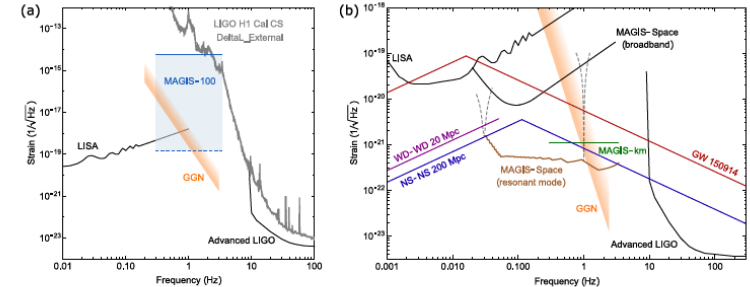 (a)
LIGO H1 Cal CS
DeltaL_External
MAGIS-100
LISA
GGN
Advanced LIGO
Strain (1/√Hz)
10⁻¹³
10⁻¹⁵
10⁻¹⁷
10⁻¹⁹
10⁻²¹
10⁻²³
0.01
0.10
1
10
100
Frequency (Hz)
(b)
MAGIS-Space
(broadband)
LISA
WD-WD 20 Mpc
NS-NS 200 Mpc
MAGIS-km
MAGIS-Space
(resonant mode)
GW 150914
GGN
Advanced LIGO
Strain (1/√Hz)
10⁻¹⁸
10⁻¹⁹
10⁻²⁰
10⁻²¹
10⁻²²
10⁻²³
0.001
0.010
0.100
1
10
100
Frequency (Hz)